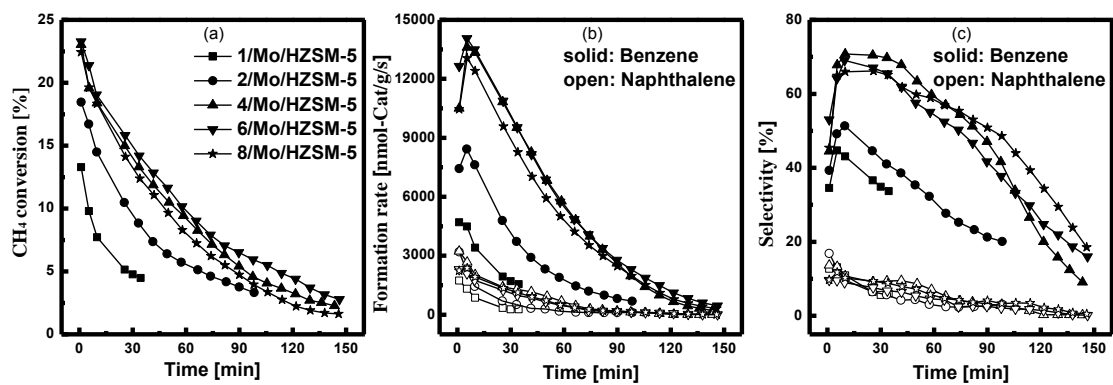 (a)
1/Mo/HZSM-5
2/Mo/HZSM-5
4/Mo/HZSM-5
6/Mo/HZSM-5
8/Mo/HZSM-5
CH₄ conversion [%]
25
20
15
10
5
0
0 30 60 90 120 150
Time [min]
(b)
solid: Benzene
open: Naphthalene
Formation rate [nmol-Cat/g/s]
15000
12000
9000
6000
3000
0
0 30 60 90 120 150
Time [min]
(c)
solid: Benzene
open: Naphthalene
Selectivity [%]
80
60
40
20
0
0 30 60 90 120 150
Time [min]